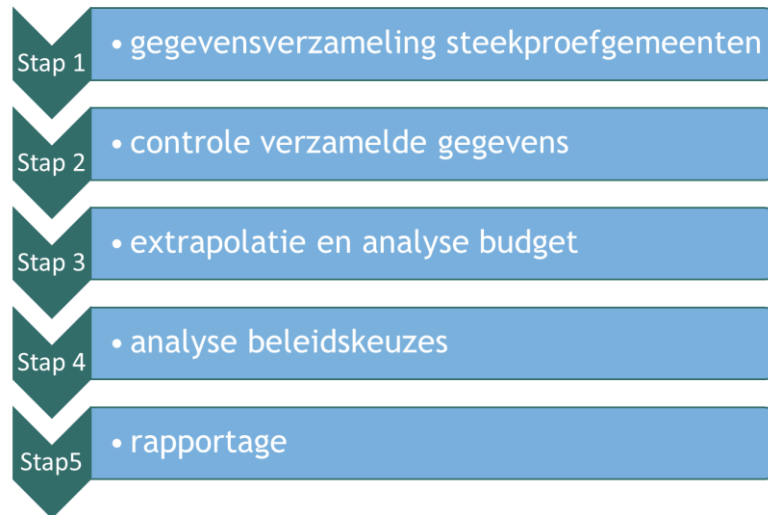 Stap 1
• gegevensverzameling steekproefgemeenten
Stap 2
• controle verzamelde gegevens
Stap 3
• extrapolatie en analyse budget
Stap 4
• analyse beleidskeuzes
Stap5
• rapportage